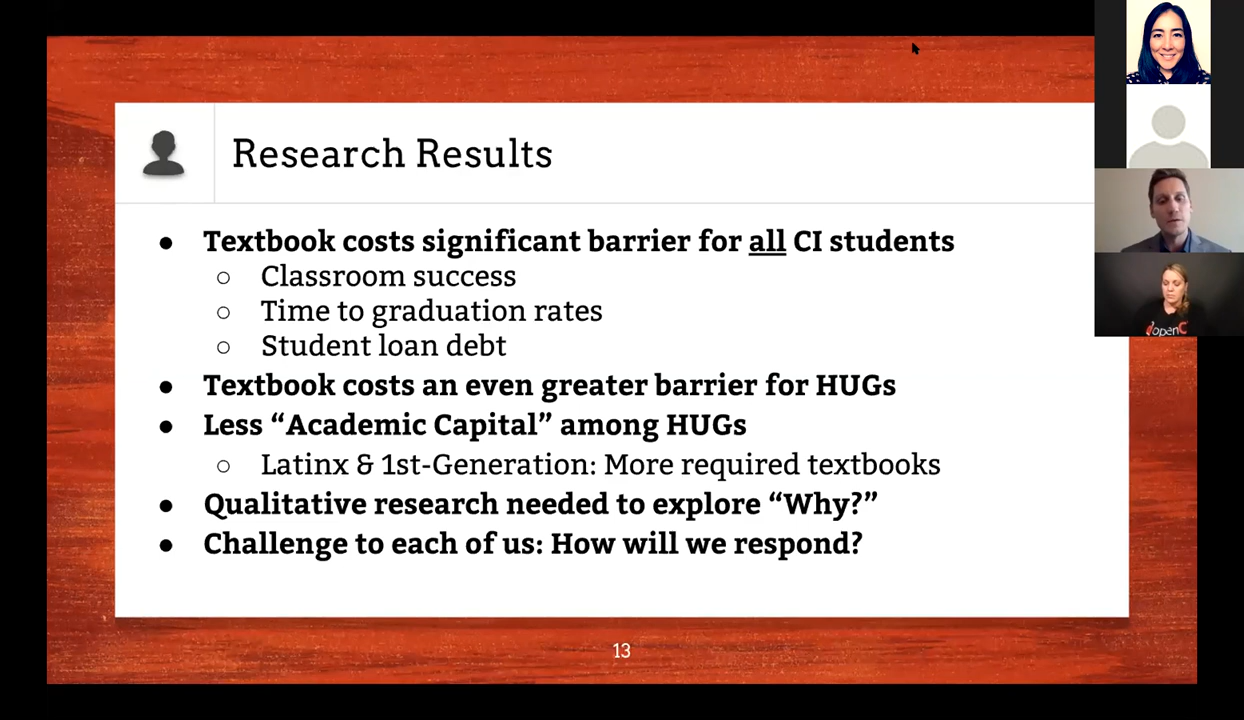 Research Results
● Textbook costs significant barrier for all CI students
○ Classroom success
○ Time to graduation rates
○ Student loan debt
● Textbook costs an even greater barrier for HUGs
● Less “Academic Capital” among HUGs
○ Latinx & 1st-Generation: More required textbooks
● Qualitative research needed to explore “Why?”
● Challenge to each of us: How will we respond?
13
openC